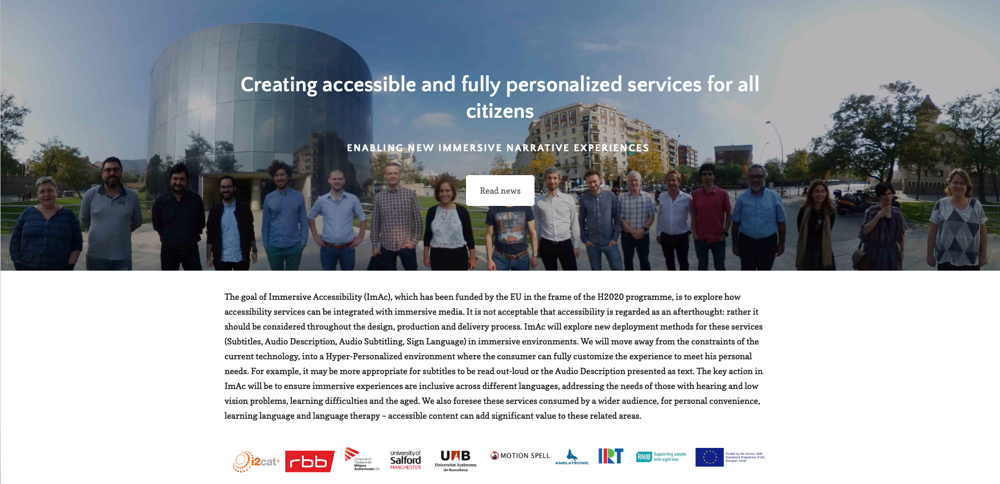 Creating accessible and fully personalized services for all
citizens
ENABLING NEW IMMERSIVE NARRATIVE EXPERIENCES
Read news
The goal of Immersive Accessibility (ImAc), which has been funded by the EU in the frame of the H2020 programme, is to explore how
accessibility services can be integrated with immersive media. It is not acceptable that accessibility is regarded as an afterthought: rather it
should be considered throughout the design, production and delivery process. ImAc will explore new deployment methods for these services
(Subtitles, Audio Description, Audio Subtitling, Sign Language) in immersive environments. We will move away from the constraints of the
current technology, into a Hyper-Personalized environment where the consumer can fully customize the experience to meet his personal
needs. For example, it may be more appropriate for subtitles to be read out-loud or the Audio Description presented as text. The key action in
ImAc will be to ensure immersive experiences are inclusive across different languages, addressing the needs of those with hearing and low
vision problems, learning difficulties and the aged. We also foresee these services consumed by a wider audience, for personal convenience,
learning language and language therapy – accessible content can add significant value to these related areas.
i2cat
rbb
Corporació
Catalana de
Mitjans
Audiovisuals, SA
University of
Salford
MANCHESTER
UAB
Universitat Autònoma
de Barcelona
MOTION SPELL
ANGLATECNIC
IRT
RNIB
Supporting people
with sight loss
Funded by the Horizon 2020
Framework Programme of the
European Union